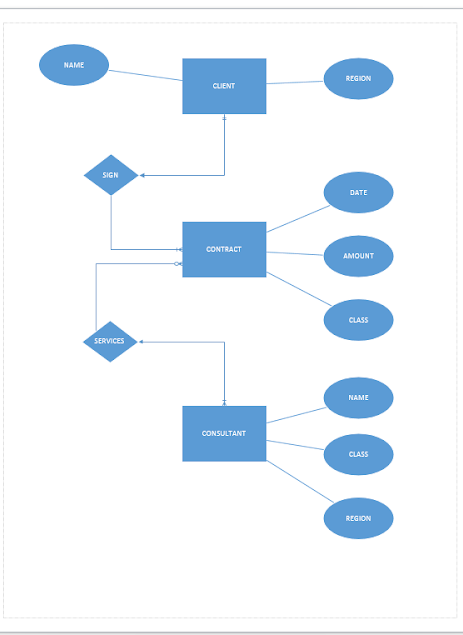 NAME
CLIENT
REGION
SIGN
DATE
CONTRACT
AMOUNT
CLASS
SERVICES
NAME
CONSULTANT
CLASS
REGION